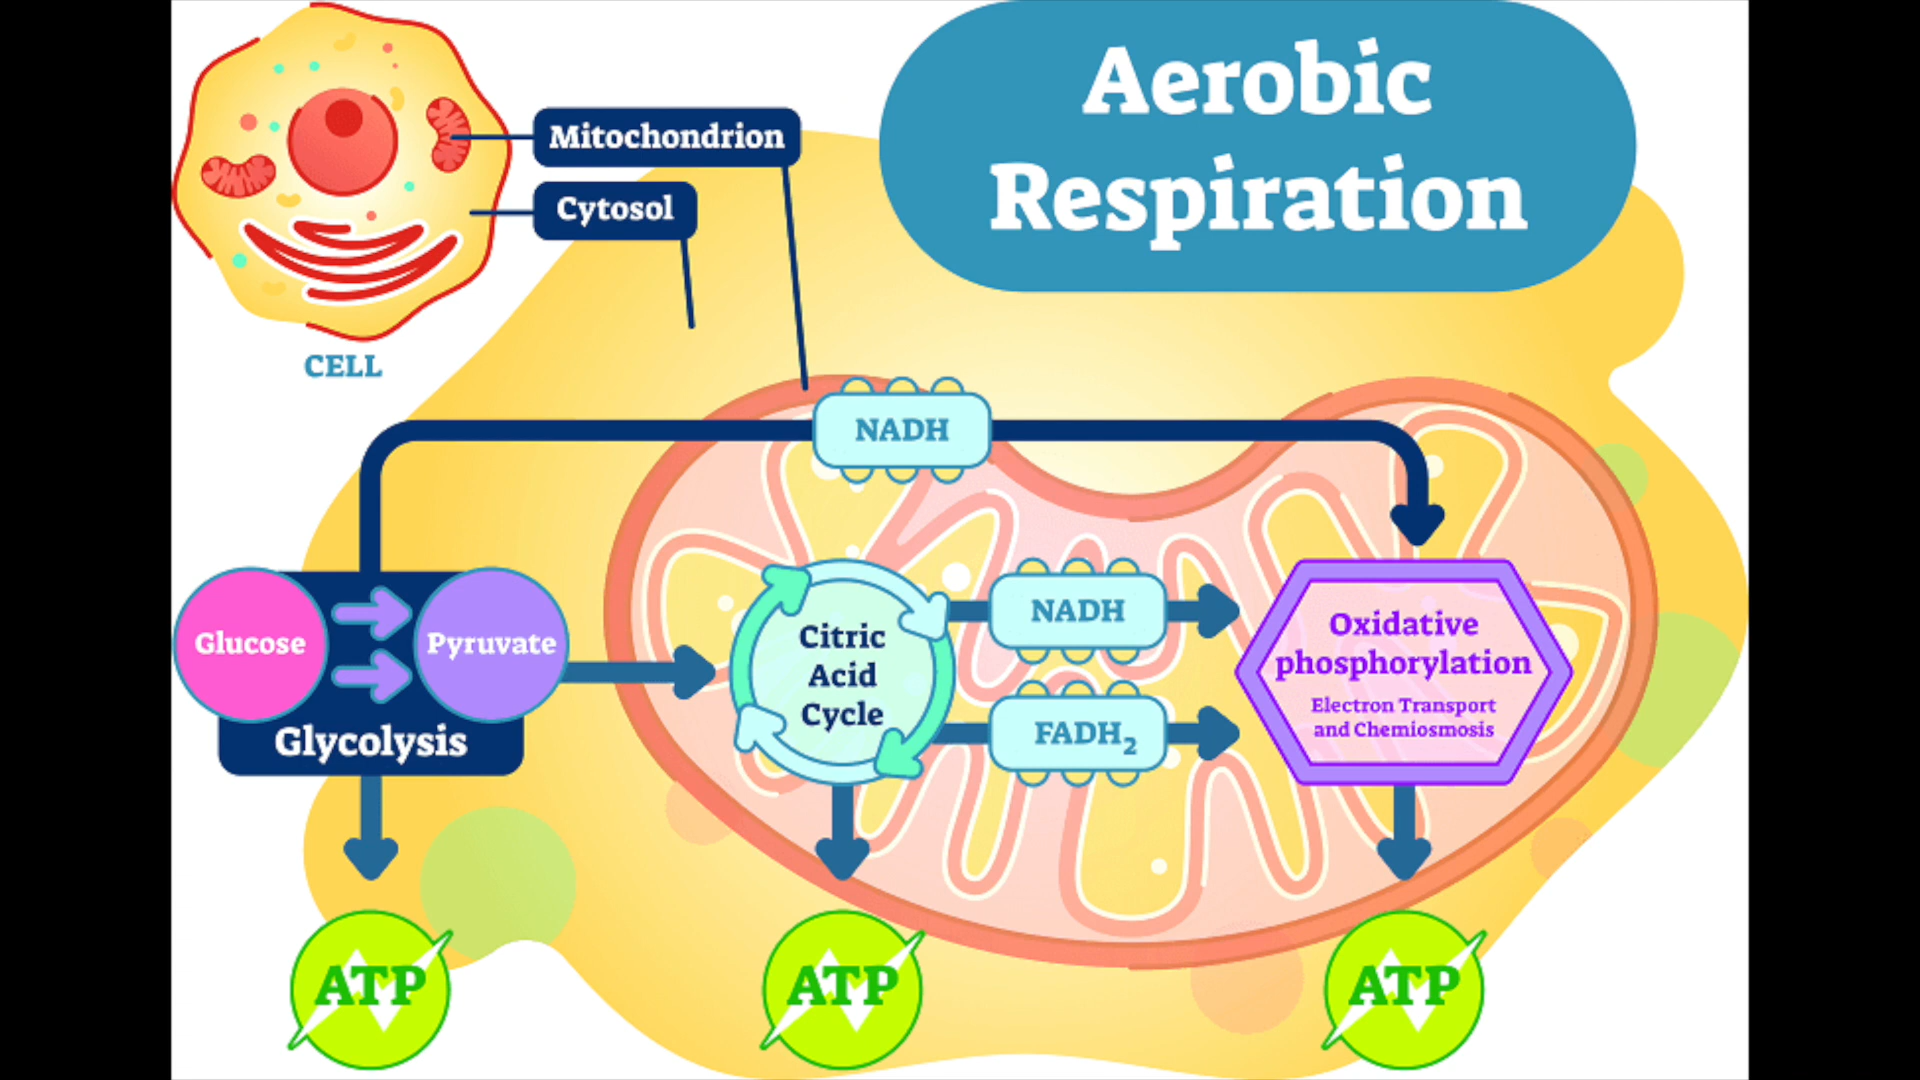 Aerobic
Respiration
Mitochondrion
Cytosol
CELL
NADH
Glucose
Pyruvate
Glycolysis
Citric
Acid
Cycle
NADH
FADH₂
Oxidative
phosphorylation
Electron Transport
and Chemiosmosis
ATP
ATP
ATP